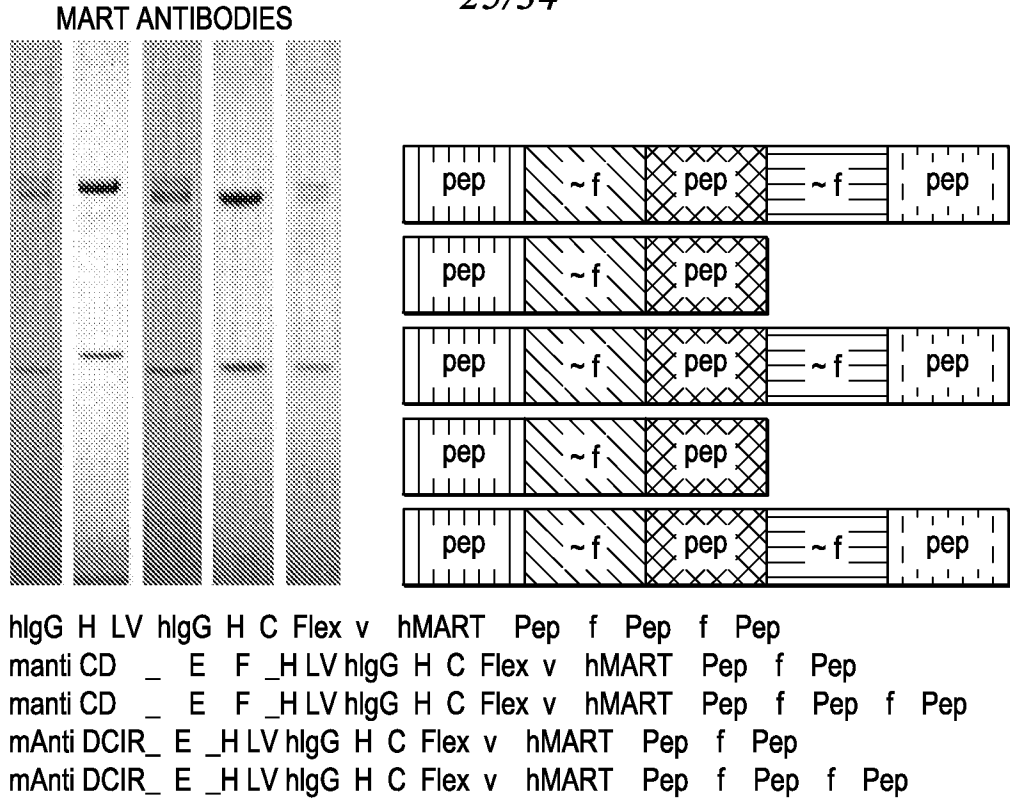 25/34
MART ANTIBODIES
pep ~ f pep ~ f pep
pep ~ f pep
pep ~ f pep ~ f pep
pep ~ f pep
pep ~ f pep ~ f pep
hIgG H LV hIgG H C Flex v hMART Pep f Pep f Pep
manti CD _ E F _H LV hIgG H C Flex v hMART Pep f Pep
manti CD _ E F _H LV hIgG H C Flex v hMART Pep f Pep f Pep
mAnti DCIR_ E _H LV hIgG H C Flex v hMART Pep f Pep
mAnti DCIR_ E _H LV hIgG H C Flex v hMART Pep f Pep f Pep